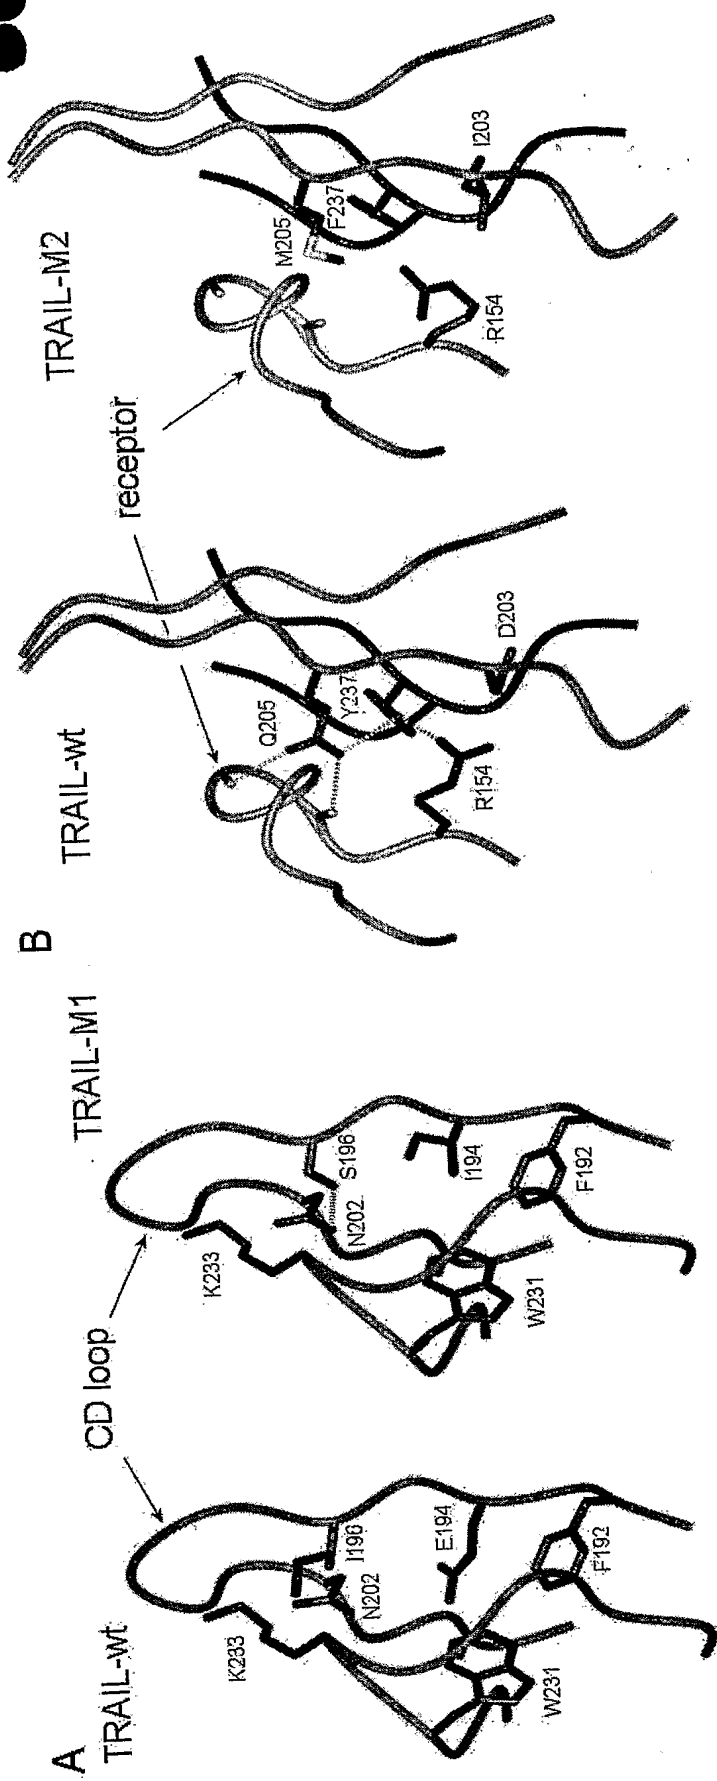 A
TRAIL-wt
CD loop
TRAIL-M1
K233
I196
N202
E194
W231
F192
K233
S196
N202
I194
W231
F192
B
TRAIL-wt
receptor
TRAIL-M2
Q205
Y237
R154
D203
M205
F237
R154
I203